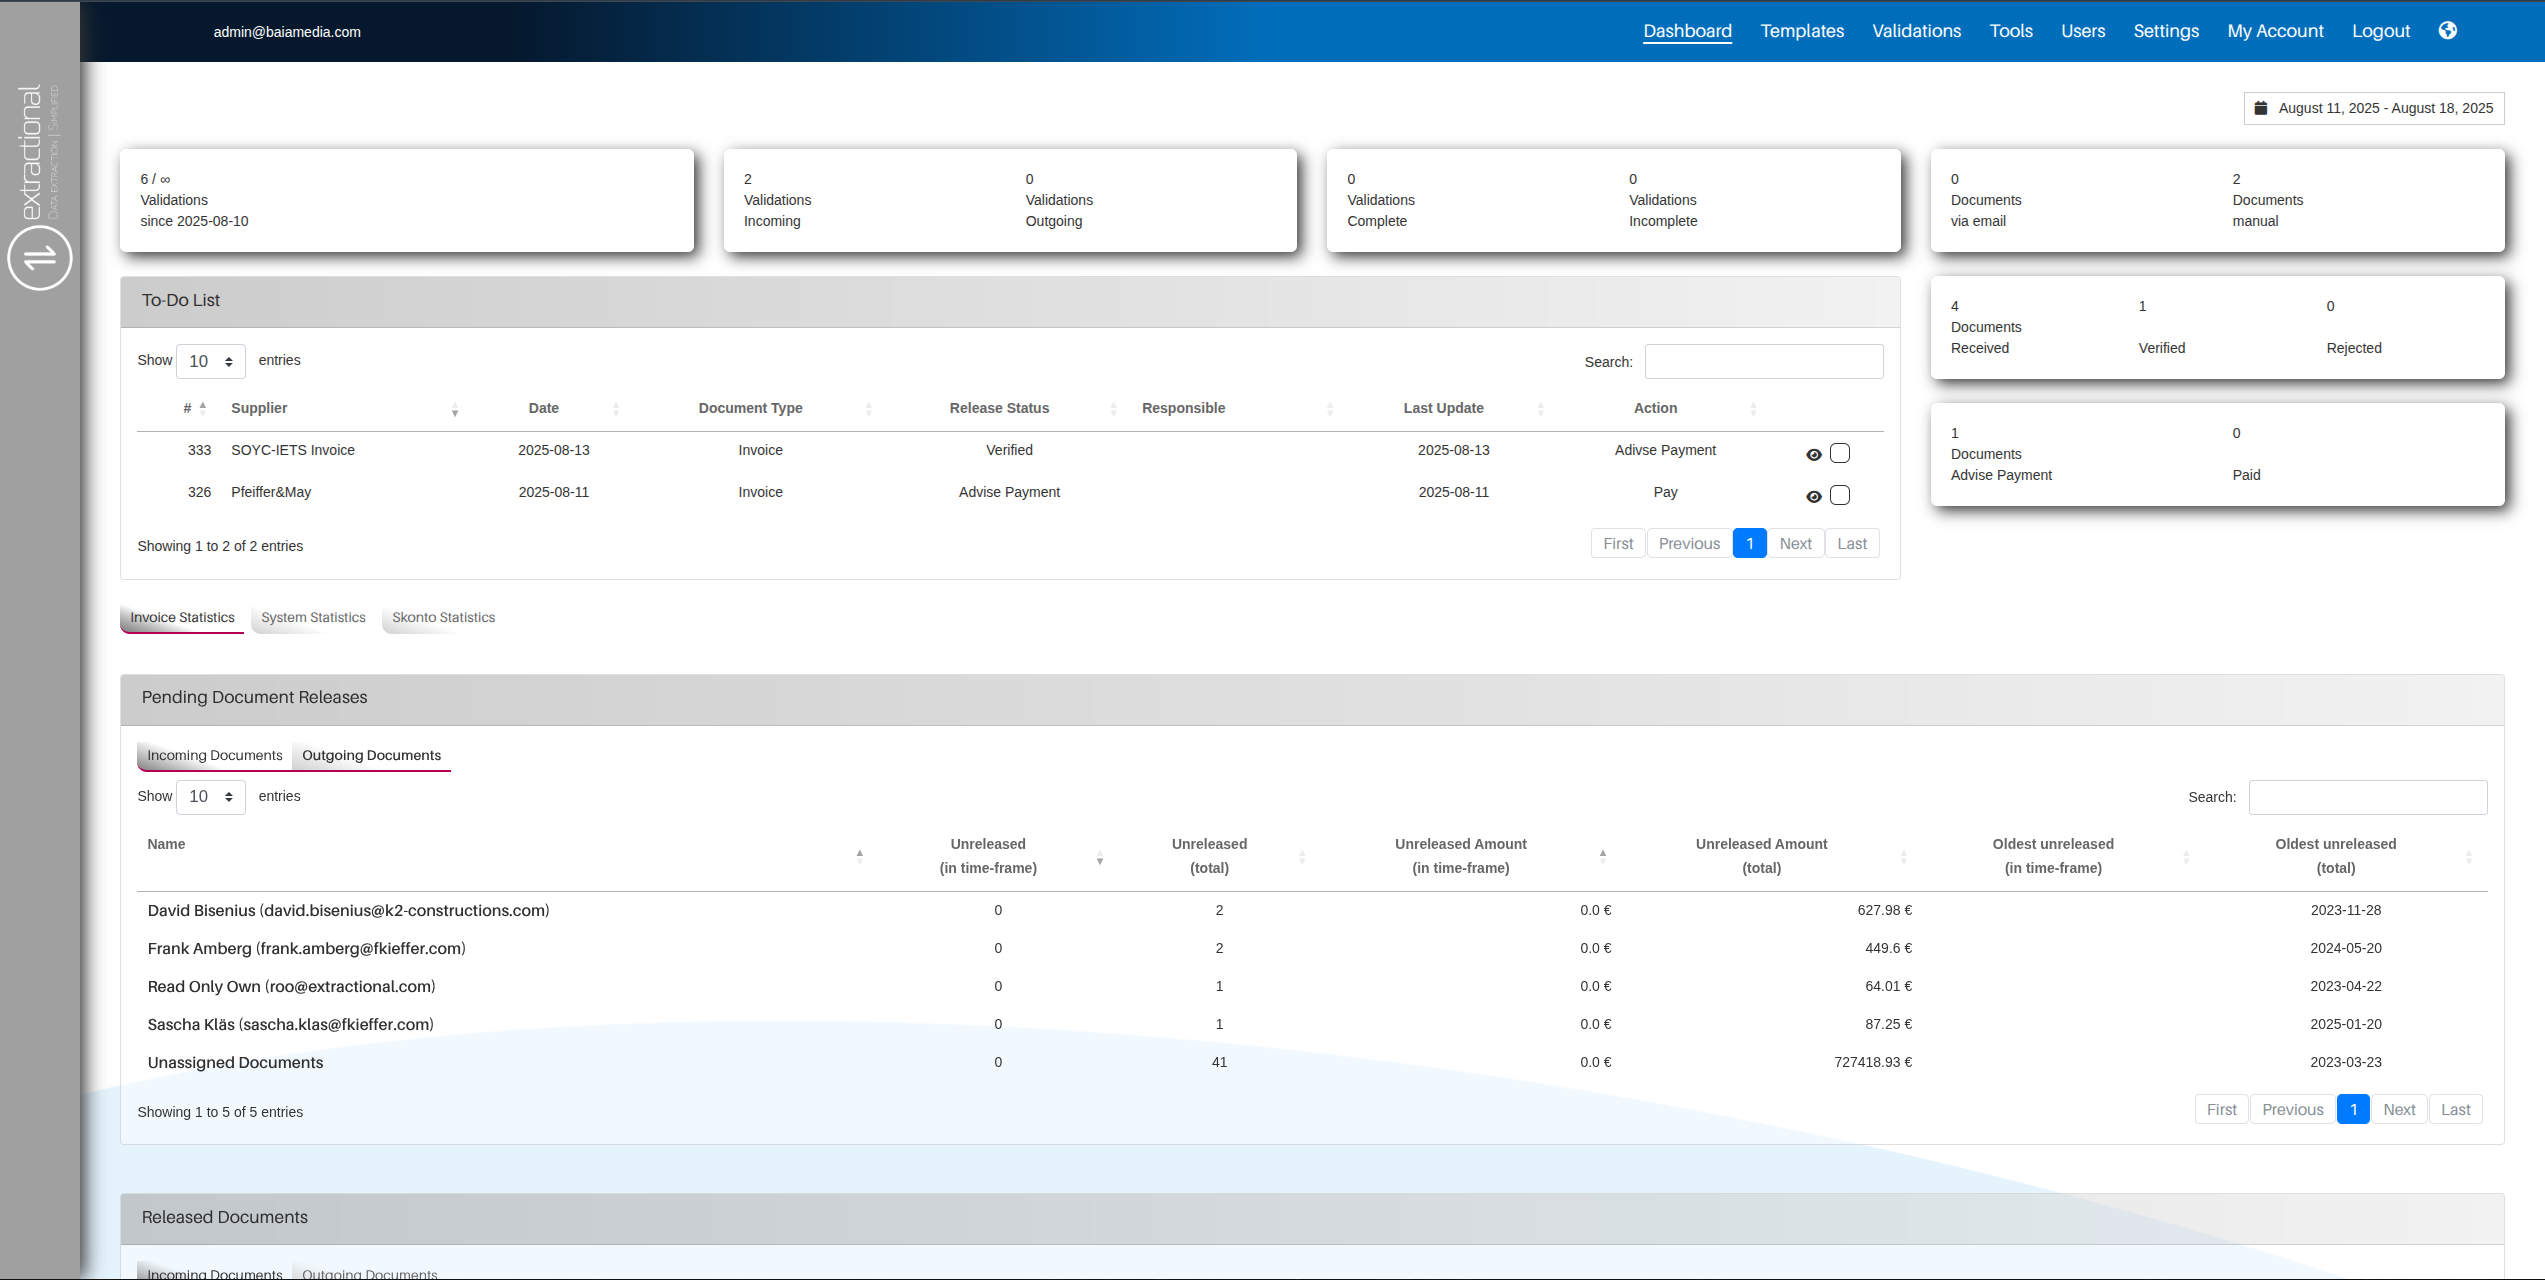 admin@baiamedia.com
Dashboard Templates Validations Tools Users Settings My Account Logout
extractional
DATA EXTRACTION | SIMPLIFIED
August 11, 2025 - August 18, 2025
6 / ∞
Validations
since 2025-08-10
2
Validations
Incoming
0
Validations
Outgoing
0
Validations
Complete
0
Validations
Incomplete
0
Documents
via email
2
Documents
manual
To-Do List
Show 10 entries
Search:
# Supplier Date Document Type Release Status Responsible Last Update Action
333 SOYC-IETS Invoice 2025-08-13 Invoice Verified 2025-08-13 Adivse Payment
326 Pfeiffer&May 2025-08-11 Invoice Advise Payment 2025-08-11 Pay
Showing 1 to 2 of 2 entries
First Previous 1 Next Last
4
Documents
Received
1
Verified
0
Rejected
1
Documents
Advise Payment
0
Paid
Invoice Statistics System Statistics Skonto Statistics
Pending Document Releases
Incoming Documents Outgoing Documents
Show 10 entries
Search:
Name Unreleased Unreleased Unreleased Amount Unreleased Amount Oldest unreleased Oldest unreleased
(in time-frame) (total) (in time-frame) (total) (in time-frame) (total)
David Bisenius (david.bisenius@k2-constructions.com) 0 2 0.0 € 627.98 € 2023-11-28
Frank Amberg (frank.amberg@fkieffer.com) 0 2 0.0 € 449.6 € 2024-05-20
Read Only Own (roo@extractional.com) 0 1 0.0 € 64.01 € 2023-04-22
Sascha Kläs (sascha.klas@fkieffer.com) 0 1 0.0 € 87.25 € 2025-01-20
Unassigned Documents 0 41 0.0 € 727418.93 € 2023-03-23
Showing 1 to 5 of 5 entries
First Previous 1 Next Last
Released Documents
Incoming Documents Outgoing Documents